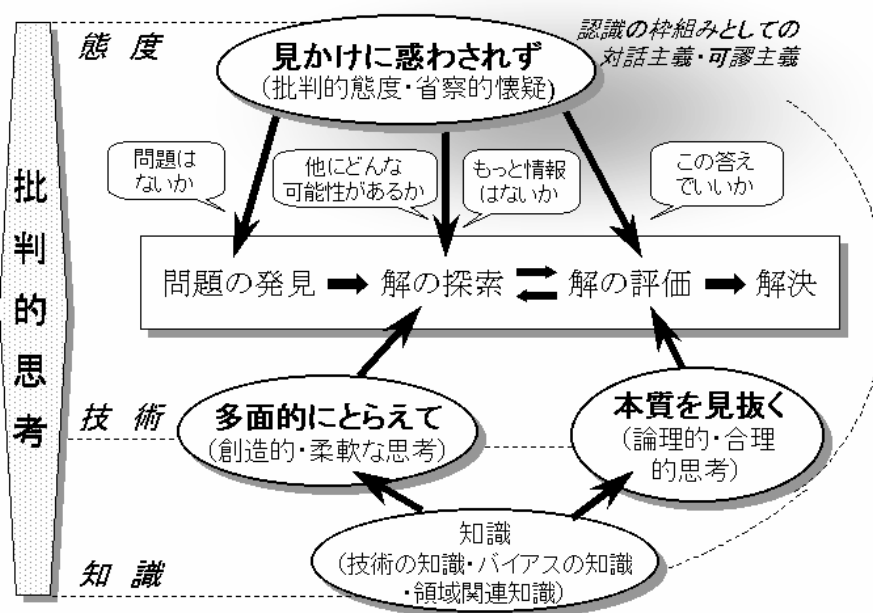 批判的思考
態度
見かけに惑わされず
(批判的態度・省察的懐疑)
認識の枠組みとしての
対話主義・可謬主義
問題は
ないか
他にどんな
可能性があるか
もっと情報
はないか
この答え
でいいか
問題の発見 ➡ 解の探索 ⇄ 解の評価 ➡ 解決
技術
多面的にとらえて
(創造的・柔軟な思考)
本質を見抜く
(論理的・合理
的思考)
知識
知識
(技術の知識・バイアスの知識
・領域関連知識)